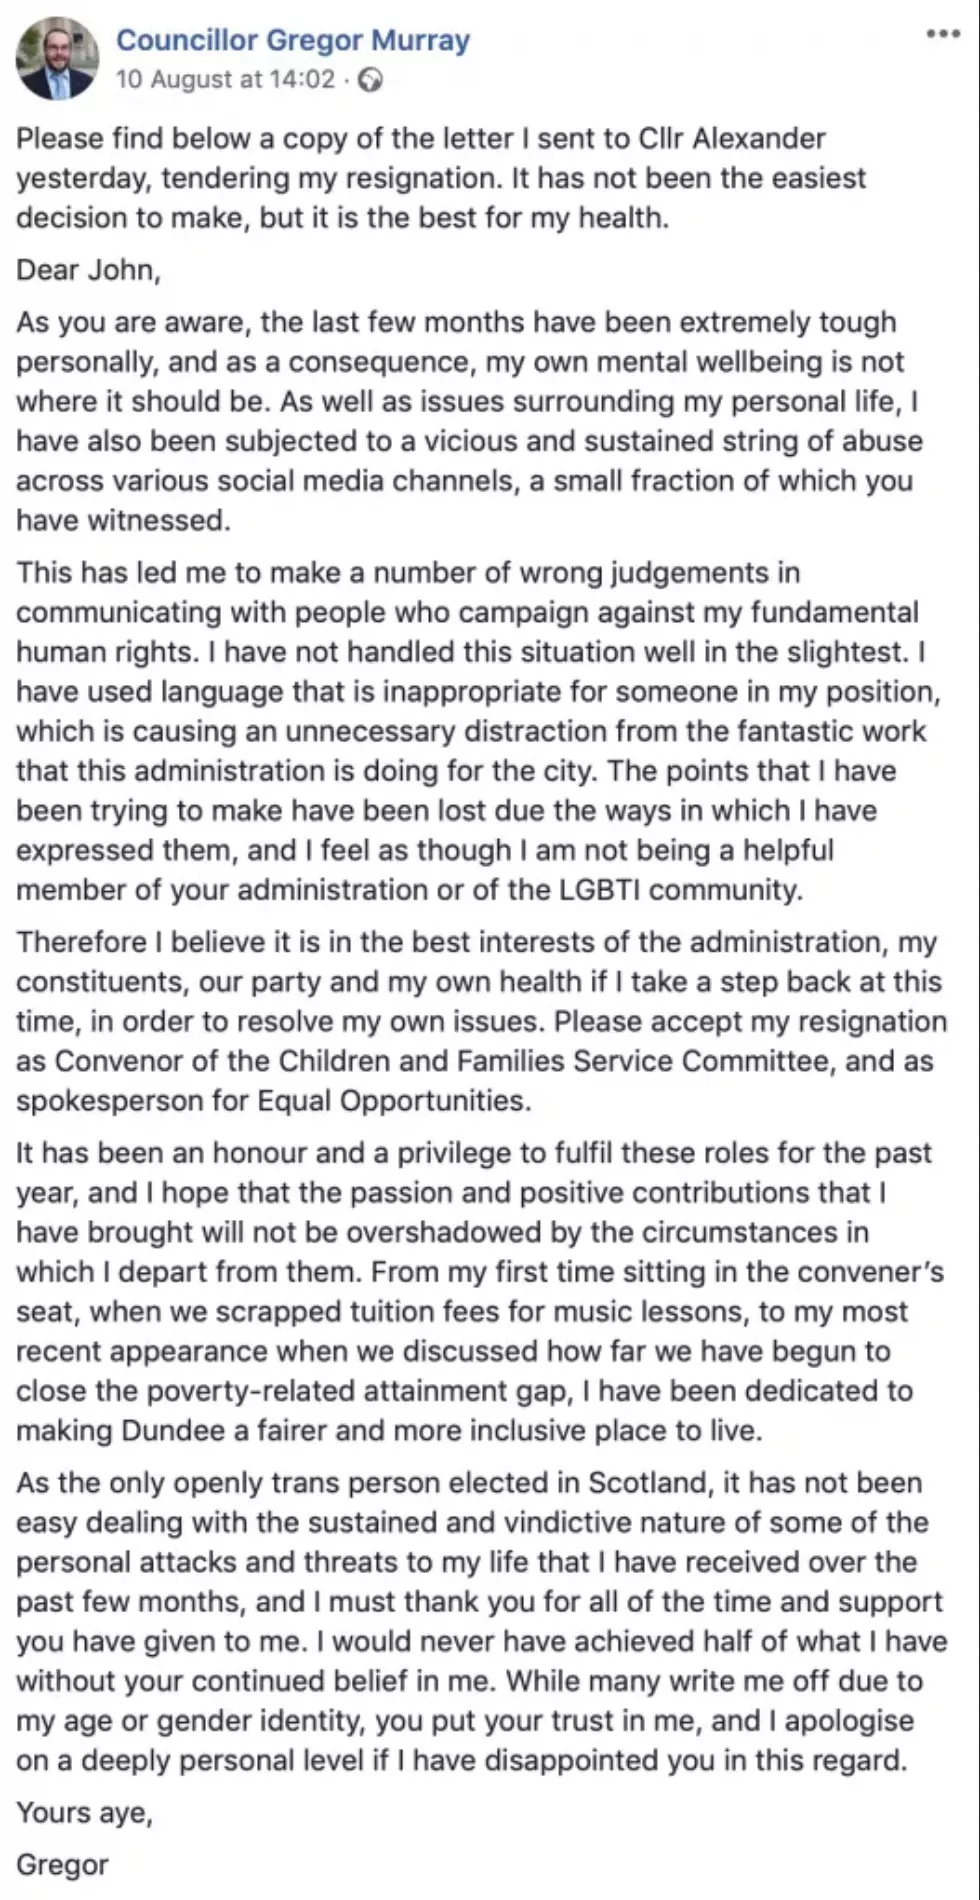 Councillor Gregor Murray
10 August at 14:02 ·
Please find below a copy of the letter I sent to Cllr Alexander
yesterday, tendering my resignation. It has not been the easiest
decision to make, but it is the best for my health.
Dear John,
As you are aware, the last few months have been extremely tough
personally, and as a consequence, my own mental wellbeing is not
where it should be. As well as issues surrounding my personal life, I
have also been subjected to a vicious and sustained string of abuse
across various social media channels, a small fraction of which you
have witnessed.
This has led me to make a number of wrong judgements in
communicating with people who campaign against my fundamental
human rights. I have not handled this situation well in the slightest. I
have used language that is inappropriate for someone in my position,
which is causing an unnecessary distraction from the fantastic work
that this administration is doing for the city. The points that I have
been trying to make have been lost due the ways in which I have
expressed them, and I feel as though I am not being a helpful
member of your administration or of the LGBTI community.
Therefore I believe it is in the best interests of the administration, my
constituents, our party and my own health if I take a step back at this
time, in order to resolve my own issues. Please accept my resignation
as Convenor of the Children and Families Service Committee, and as
spokesperson for Equal Opportunities.
It has been an honour and a privilege to fulfil these roles for the past
year, and I hope that the passion and positive contributions that I
have brought will not be overshadowed by the circumstances in
which I depart from them. From my first time sitting in the convener's
seat, when we scrapped tuition fees for music lessons, to my most
recent appearance when we discussed how far we have begun to
close the poverty-related attainment gap, I have been dedicated to
making Dundee a fairer and more inclusive place to live.
As the only openly trans person elected in Scotland, it has not been
easy dealing with the sustained and vindictive nature of some of the
personal attacks and threats to my life that I have received over the
past few months, and I must thank you for all of the time and support
you have given to me. I would never have achieved half of what I have
without your continued belief in me. While many write me off due to
my age or gender identity, you put your trust in me, and I apologise
on a deeply personal level if I have disappointed you in this regard.
Yours aye,
Gregor